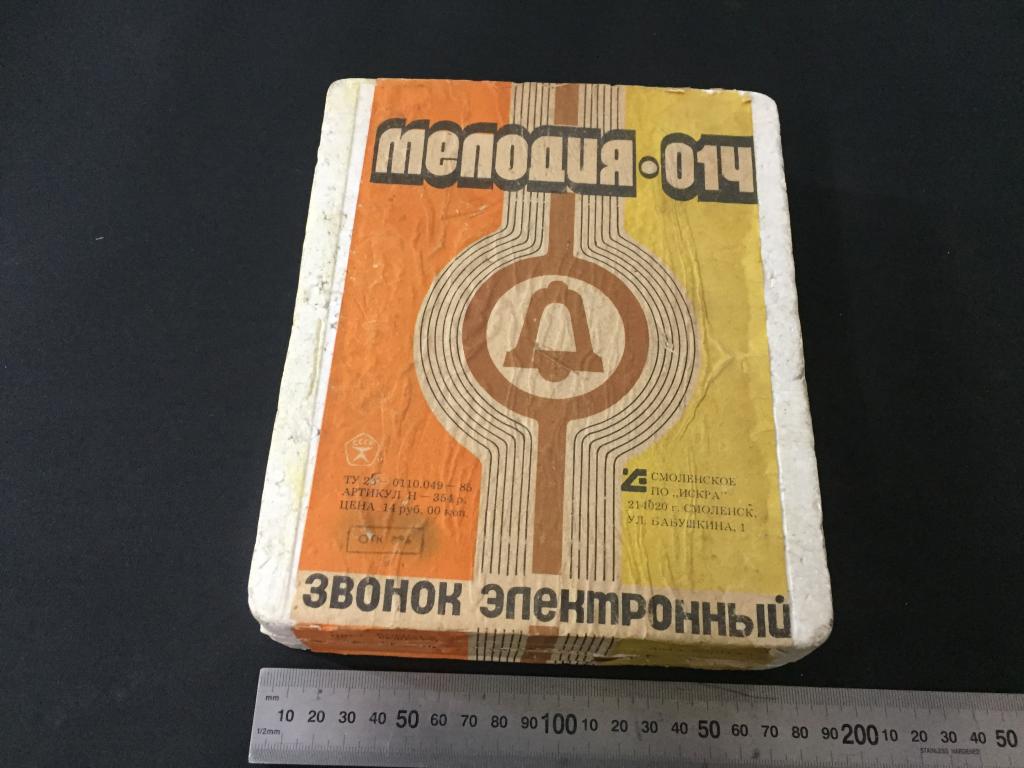 мелодия · 01Ч
СССР
ТУ 25 – 0110.049 – 85
АРТИКУЛ Н – 354 р.
ЦЕНА 14 руб. 00 коп.
ОТК
СМОЛЕНСКОЕ
ПО „ИСКРА"
214020 г. СМОЛЕНСК,
УЛ. БАБУШКИНА, 1
ЗВОНОК ЭЛЕКТРОННЫЙ
mm
10 20 30 40 50 60 70 80 90 100 10 20 30 40 50 60 70 80 90 200 10 20 30 40 50
1/2mm
STAINLESS HARDENED